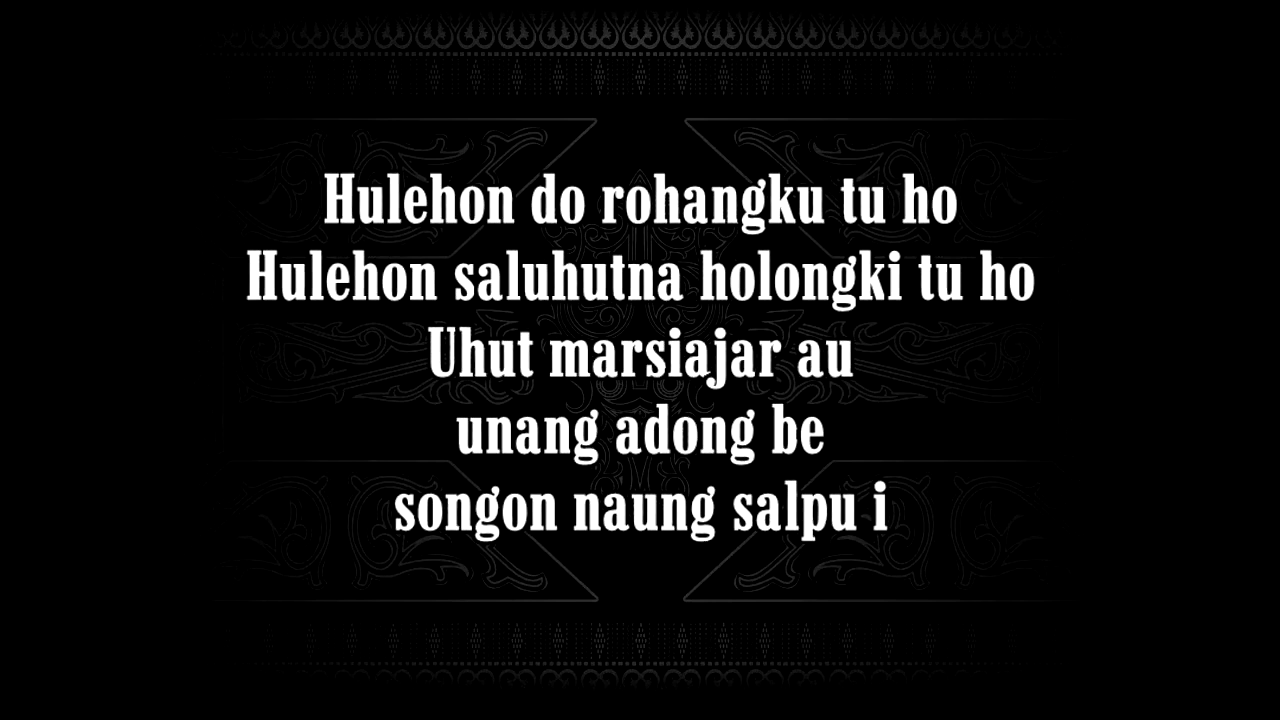 Hulehon do rohangku tu ho
Hulehon saluhutna holongki tu ho
Uhut marsiajar au
unang adong be
songon naung salpu i